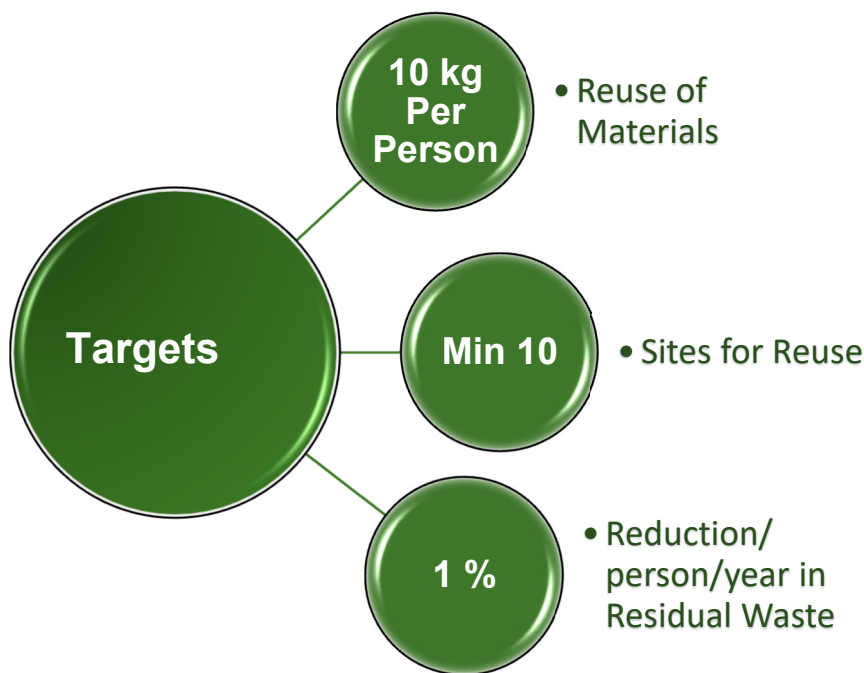 10 kg
Per
Person
• Reuse of
Materials
Targets
Min 10
• Sites for Reuse
1 %
• Reduction/
person/year in
Residual Waste